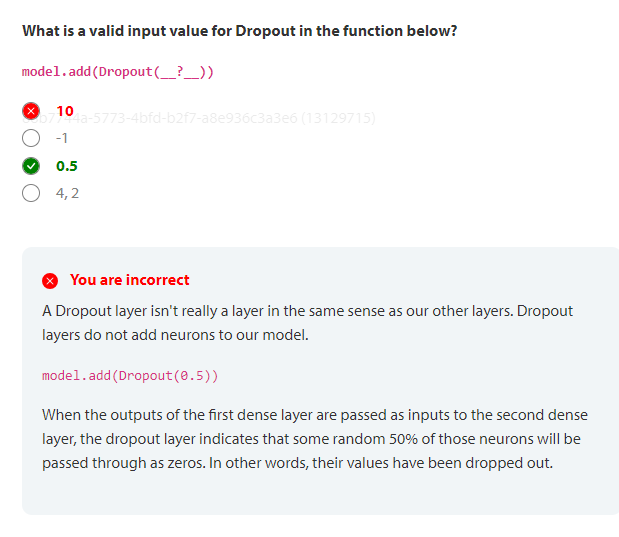 What is a valid input value for Dropout in the function below?
model.add(Dropout(__?__))
10
a-5773-4bfd-b2f7-a8e936c3a3e6 (13129715)
-1
0.5
4, 2
You are incorrect
A Dropout layer isn't really a layer in the same sense as our other layers. Dropout
layers do not add neurons to our model.
model.add(Dropout(0.5))
When the outputs of the first dense layer are passed as inputs to the second dense
layer, the dropout layer indicates that some random 50% of those neurons will be
passed through as zeros. In other words, their values have been dropped out.